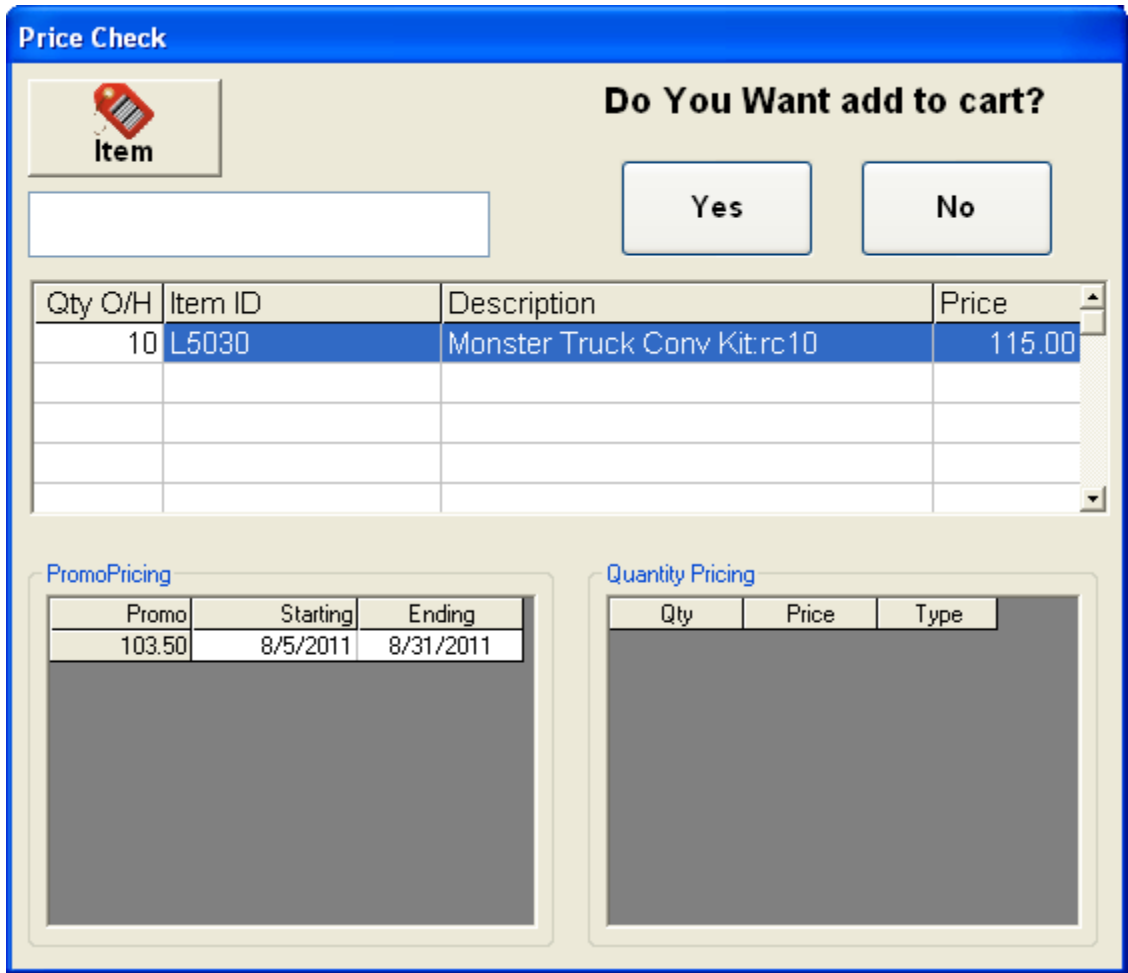 Price Check
Do You Want add to cart?
Item
Yes No
Qty O/H Item ID Description Price
10 L5030 Monster Truck Conv Kit:rc10 115.00
PromoPricing
Promo Starting Ending
103.50 8/5/2011 8/31/2011
Quantity Pricing
Qty Price Type